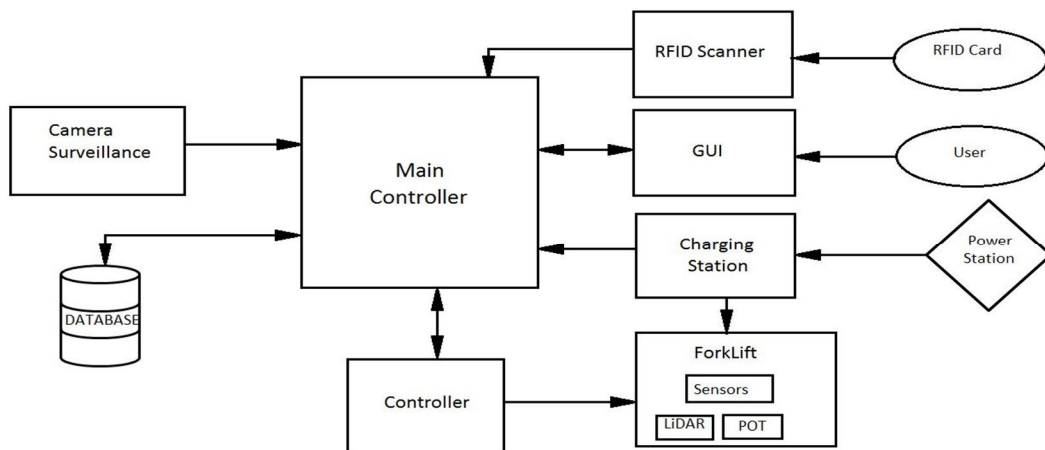 RFID Scanner
RFID Card
Camera
Surveillance
Main
Controller
GUI
User
Charging
Station
Power
Station
DATABASE
Controller
ForkLift
Sensors
LiDAR
POT